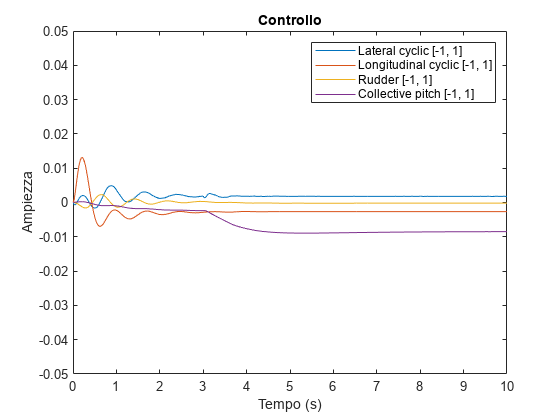 Controllo
0.05
0.04
0.03
0.02
0.01
0
-0.01
-0.02
-0.03
-0.04
-0.05
Ampiezza
Lateral cyclic [-1, 1]
Longitudinal cyclic [-1, 1]
Rudder [-1, 1]
Collective pitch [-1, 1]
0 1 2 3 4 5 6 7 8 9 10
Tempo (s)